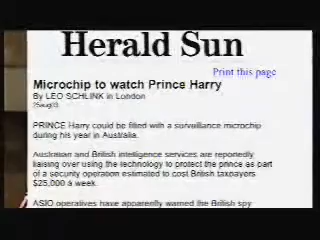 Herald Sun
Print this page
Microchip to watch Prince Harry
By LEO SCHLINK in London
PRINCE Harry could be fitted with a surveillance microchip
during his year in Australia.
Australian and British intelligence services are reportedly
liaising over using the technology to protect the prince as part
of a security operation estimated to cost British taxpayers
$25,000 a week.
ASIO operatives have apparently warned the British spy